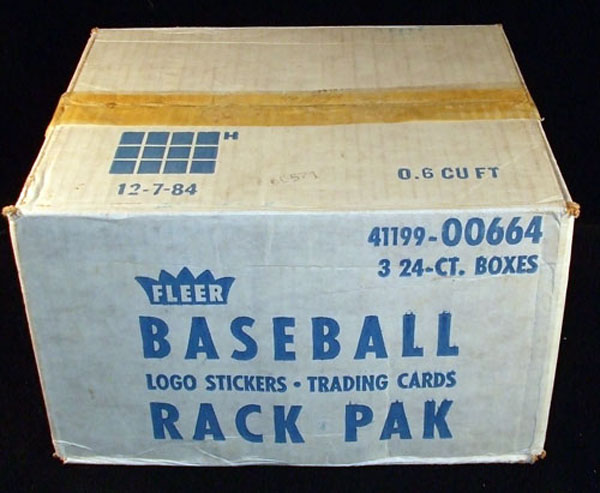 H
12-7-84
0.6 CU FT
41199-00664
3 24-CT. BOXES
FLEER
BASEBALL
LOGO STICKERS • TRADING CARDS
RACK PAK